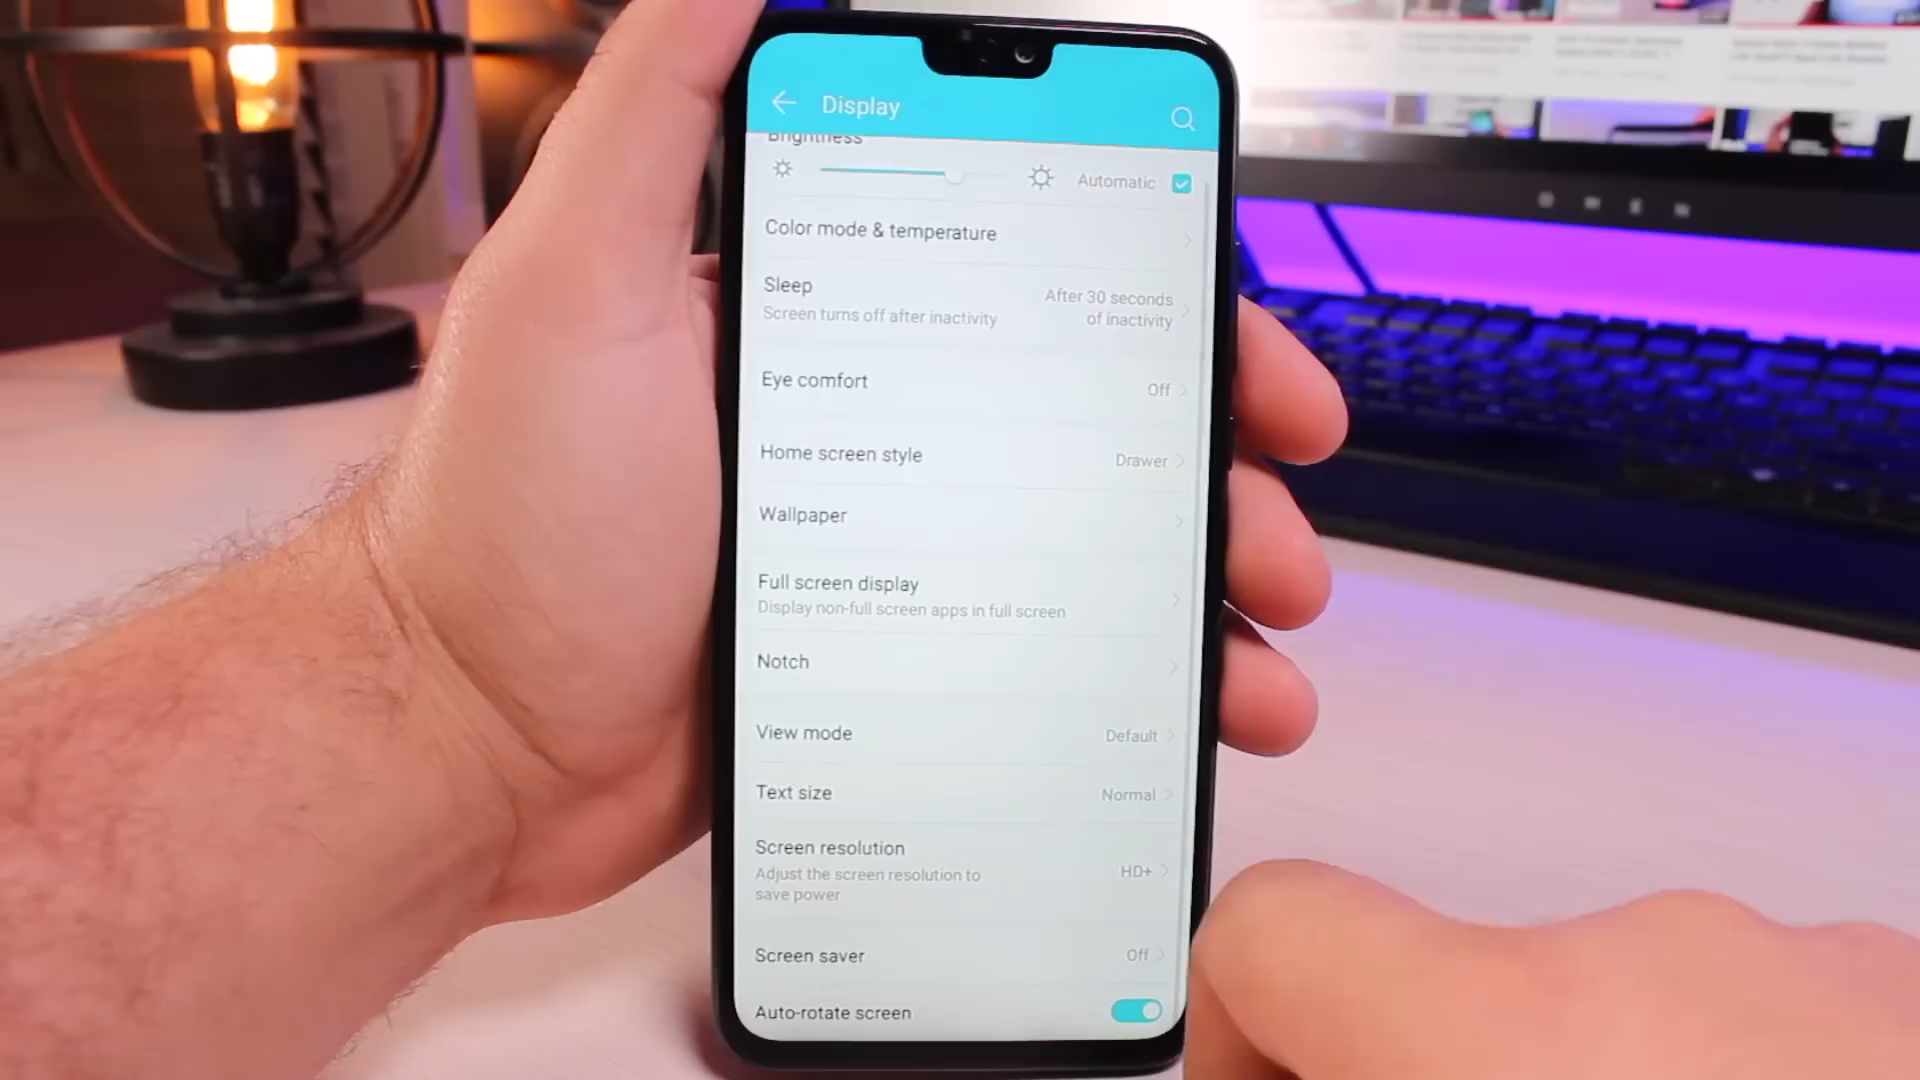 Display
Brightness
Automatic
Color mode & temperature
Sleep
Screen turns off after inactivity
After 30 seconds
of inactivity
Eye comfort
Off
Home screen style
Drawer
Wallpaper
Full screen display
Display non-full screen apps in full screen
Notch
View mode
Default
Text size
Normal
Screen resolution
Adjust the screen resolution to
save power
HD+
Screen saver
Off
Auto-rotate screen
O M E N